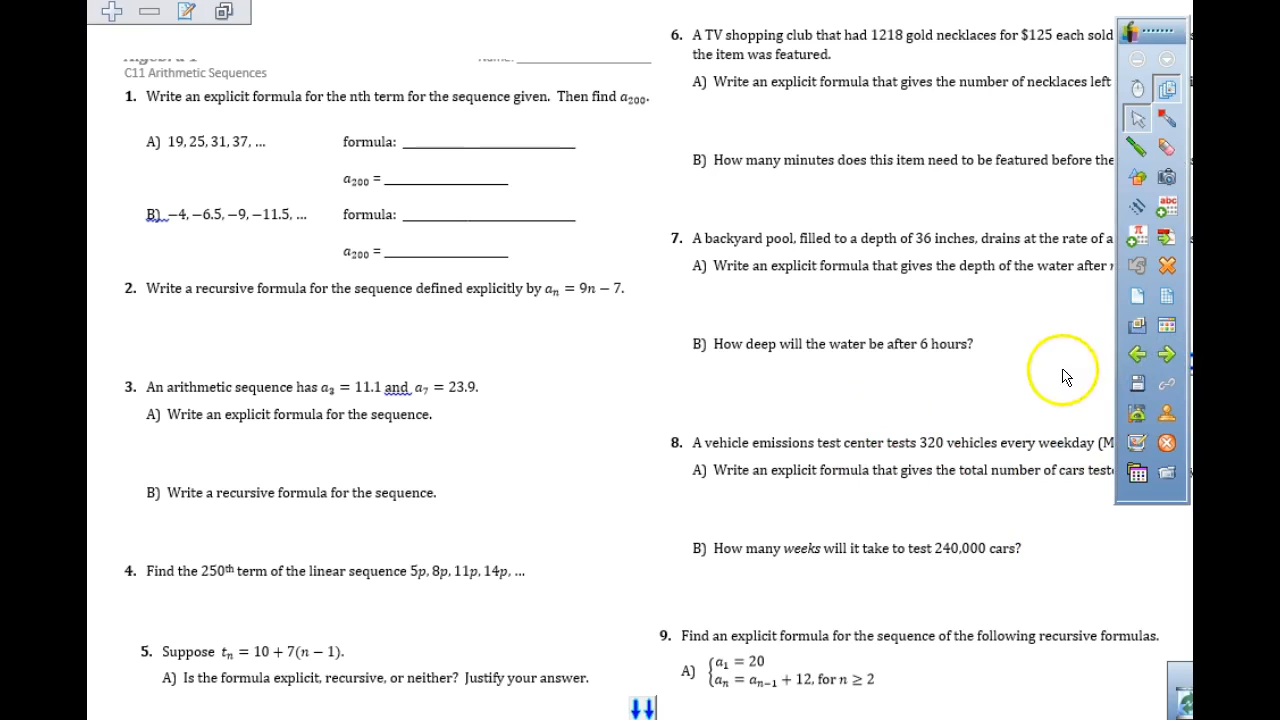 C11 Arithmetic Sequences
1. Write an explicit formula for the nth term for the sequence given. Then find a₂₀₀.
A) 19, 25, 31, 37, ... formula: ____________________
a₂₀₀ = ______________
B) −4, −6.5, −9, −11.5, ... formula: ____________________
a₂₀₀ = ______________
2. Write a recursive formula for the sequence defined explicitly by aₙ = 9n − 7.
3. An arithmetic sequence has a₃ = 11.1 and a₇ = 23.9.
A) Write an explicit formula for the sequence.
B) Write a recursive formula for the sequence.
4. Find the 250th term of the linear sequence 5p, 8p, 11p, 14p, ...
5. Suppose tₙ = 10 + 7(n − 1).
A) Is the formula explicit, recursive, or neither? Justify your answer.
6. A TV shopping club that had 1218 gold necklaces for $125 each sold
the item was featured.
A) Write an explicit formula that gives the number of necklaces left
B) How many minutes does this item need to be featured before the
7. A backyard pool, filled to a depth of 36 inches, drains at the rate of a
A) Write an explicit formula that gives the depth of the water after
B) How deep will the water be after 6 hours?
8. A vehicle emissions test center tests 320 vehicles every weekday (M
A) Write an explicit formula that gives the total number of cars
B) How many weeks will it take to test 240,000 cars?
9. Find an explicit formula for the sequence of the following recursive formulas.
A) { a₁ = 20
aₙ = aₙ₋₁ + 12, for n ≥ 2
abc
π